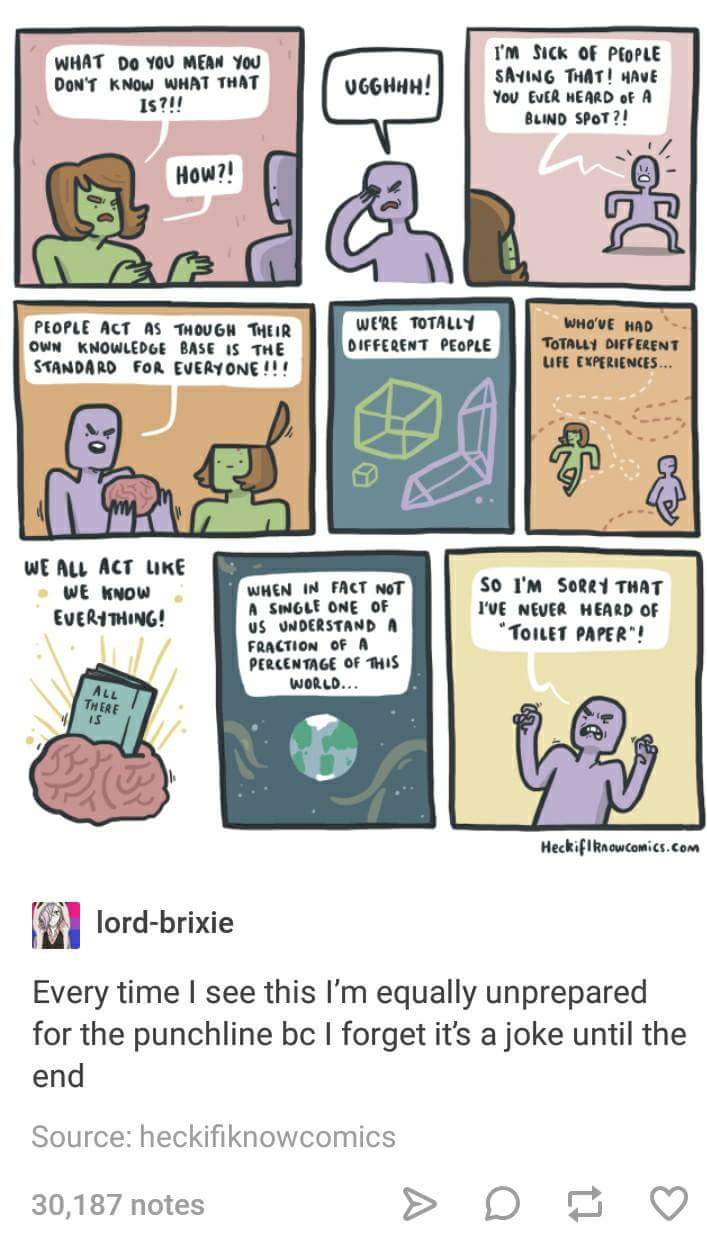 WHAT DO YOU MEAN YOU
DON'T KNOW WHAT THAT
IS?!!
HOW?!
UGGHHH!
I'M SICK OF PEOPLE
SAYING THAT! HAVE
YOU EVER HEARD OF A
BLIND SPOT?!
PEOPLE ACT AS THOUGH THEIR
OWN KNOWLEDGE BASE IS THE
STANDARD FOR EVERYONE!!!
WE'RE TOTALLY
DIFFERENT PEOPLE
WHO'VE HAD
TOTALLY DIFFERENT
LIFE EXPERIENCES...
WE ALL ACT LIKE
WE KNOW
EVERYTHING!
ALL
THERE
IS
WHEN IN FACT NOT
A SINGLE ONE OF
US UNDERSTAND A
FRACTION OF A
PERCENTAGE OF THIS
WORLD...
SO I'M SORRY THAT
I'VE NEVER HEARD OF
"TOILET PAPER"!
HeckifIKnowcomics.com
lord-brixie
Every time I see this I'm equally unprepared
for the punchline bc I forget it's a joke until the
end
Source: heckifiknowcomics
30,187 notes